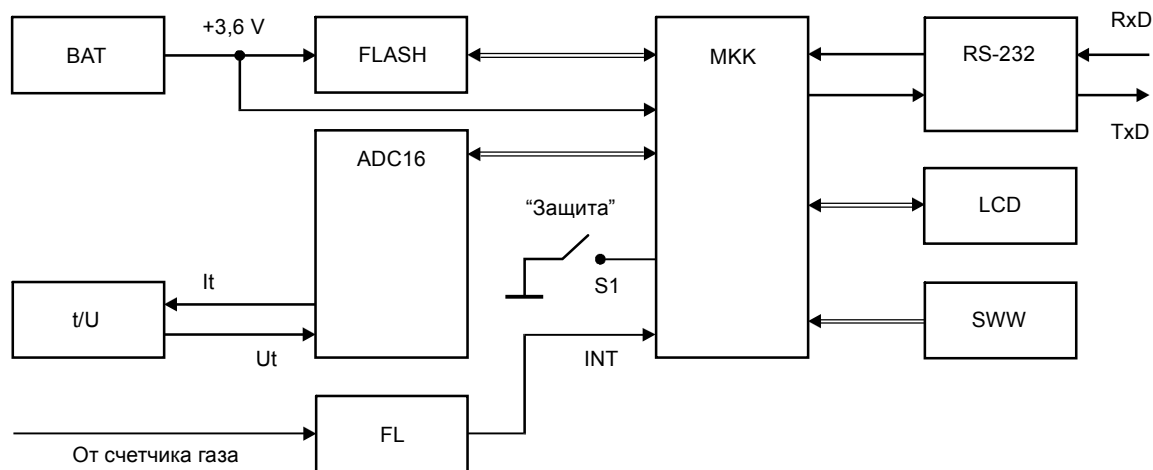 RxD
+3,6 V
BAT
FLASH
MKK
RS-232
TxD
ADC16
“Защита”
LCD
S1
It
t/U
SWW
Ut
INT
FL
От счетчика газа